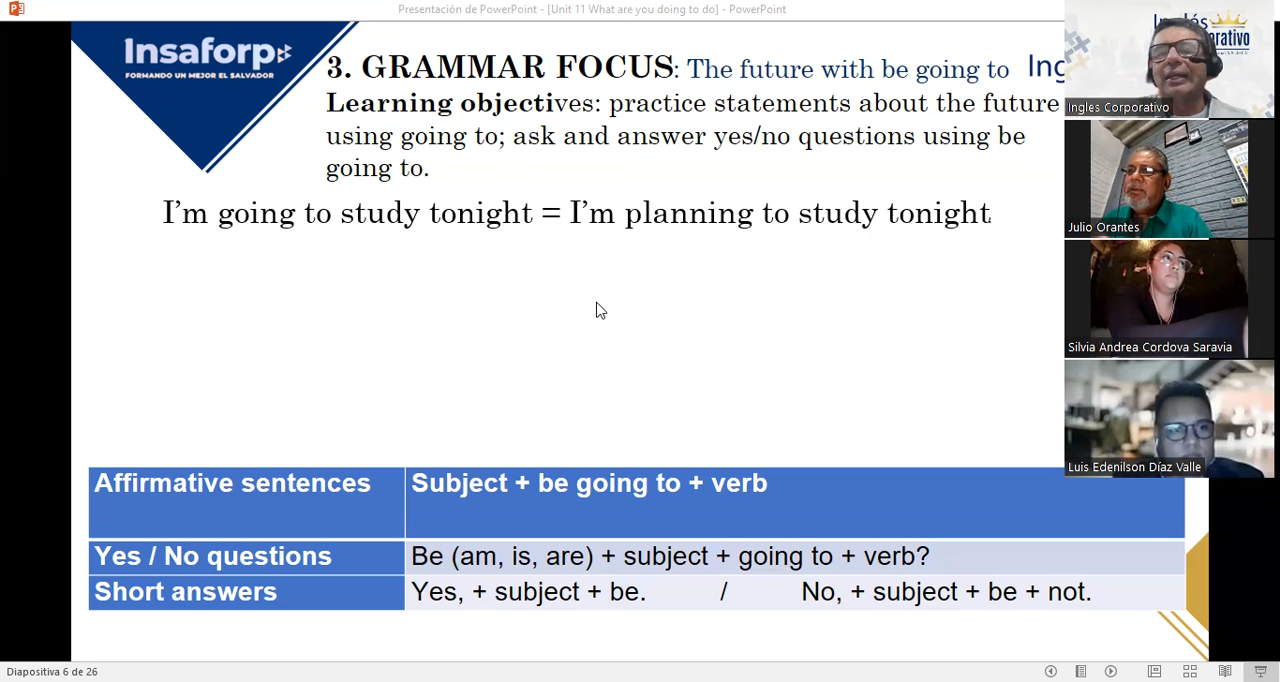 Presentación de PowerPoint - [Unit 11 What are you doing to do] - PowerPoint
Insaforp
FORMANDO UN MEJOR EL SALVADOR
3. GRAMMAR FOCUS: The future with be going to
Ing
Learning objectives: practice statements about the future
using going to; ask and answer yes/no questions using be
going to.
I'm going to study tonight = I'm planning to study tonight
Affirmative sentences Subject + be going to + verb
Yes / No questions Be (am, is, are) + subject + going to + verb?
Short answers Yes, + subject + be. / No, + subject + be + not.
Inglés
Ingles Corporativo
Julio Orantes
Silvia Andrea Cordova Saravia
Luis Edenilson Díaz Valle
Diapositiva 6 de 26